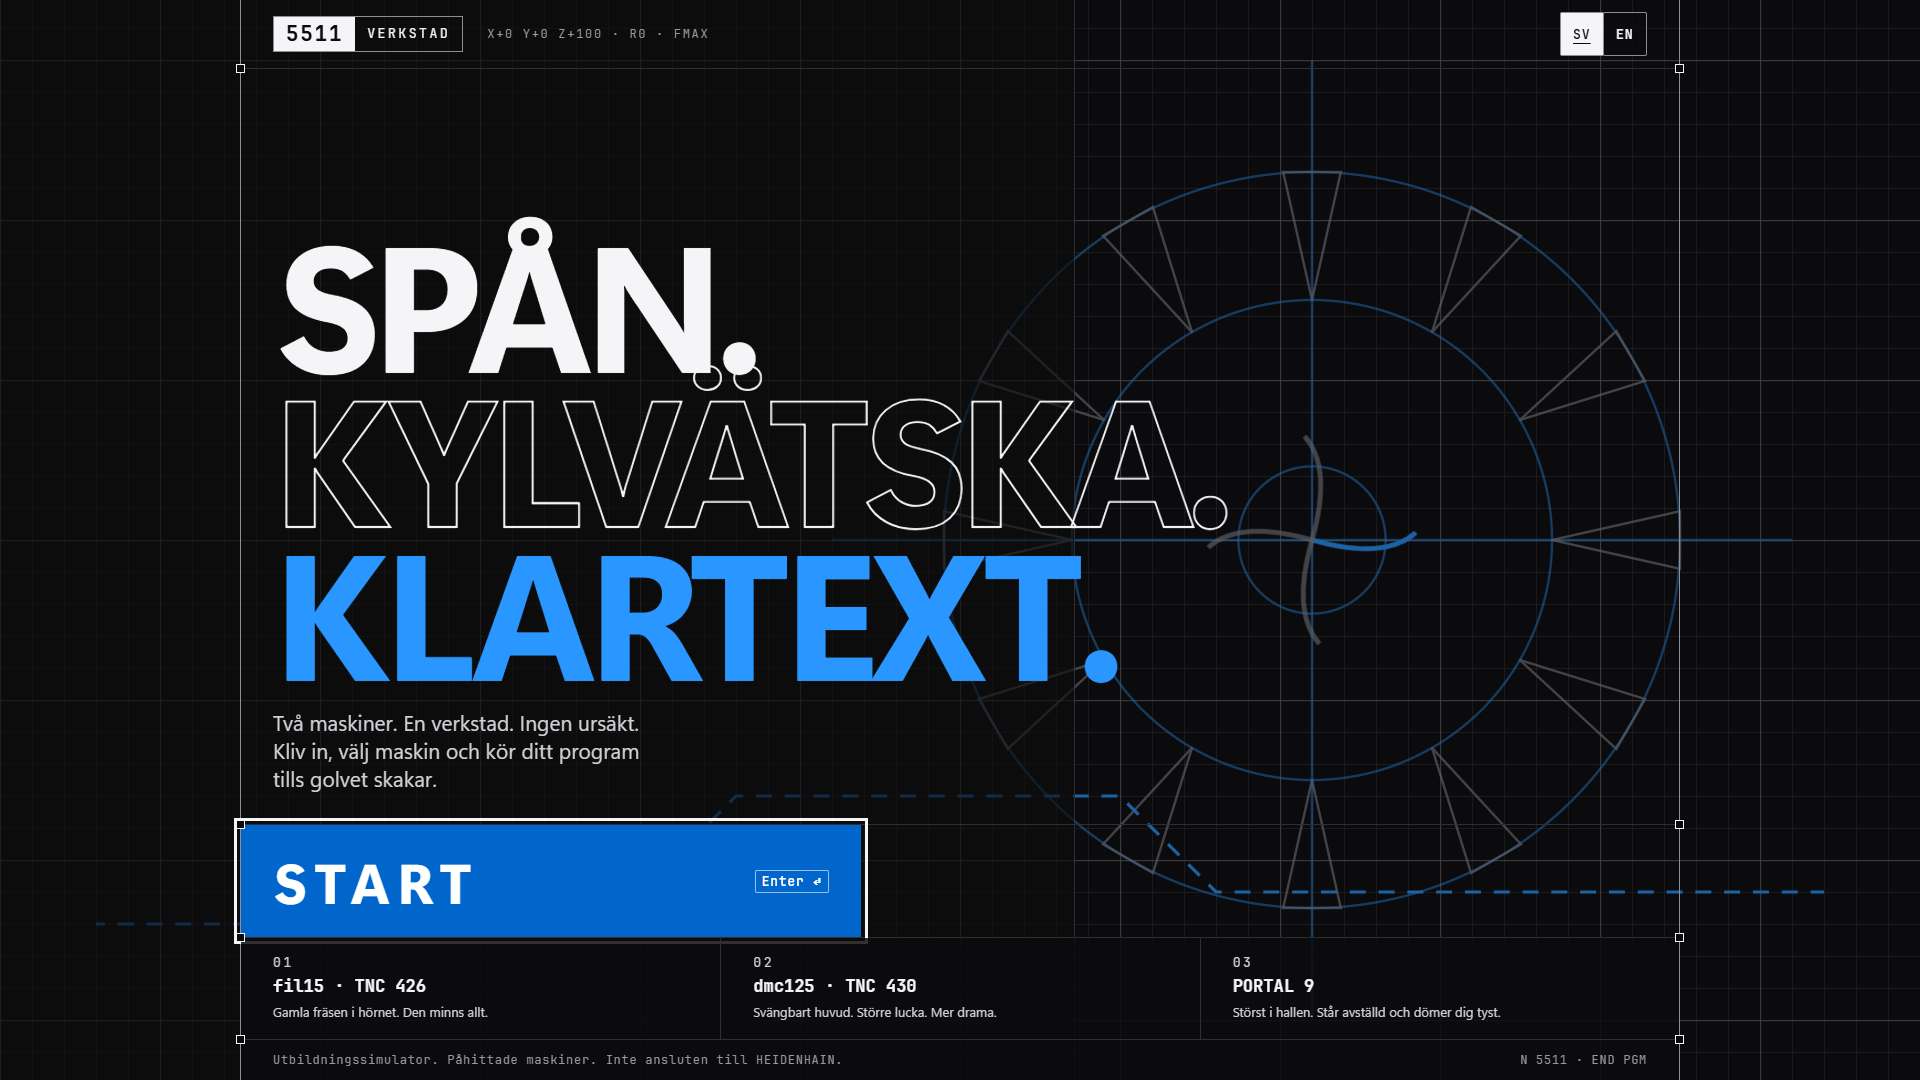 5511 VERKSTAD X+0 Y+0 Z+100 · R0 · FMAX SV EN
SPÅN.
KYLVÄTSKA.
KLARTEXT.
Två maskiner. En verkstad. Ingen ursäkt.
Kliv in, välj maskin och kör ditt program
tills golvet skakar.
START Enter ⏎
01
fil15 · TNC 426
Gamla fräsen i hörnet. Den minns allt.
02
dmc125 · TNC 430
Svängbart huvud. Större lucka. Mer drama.
03
PORTAL 9
Störst i hallen. Står avställd och dömer dig tyst.
Utbildningssimulator. Påhittade maskiner. Inte ansluten till HEIDENHAIN.
N 5511 · END PGM